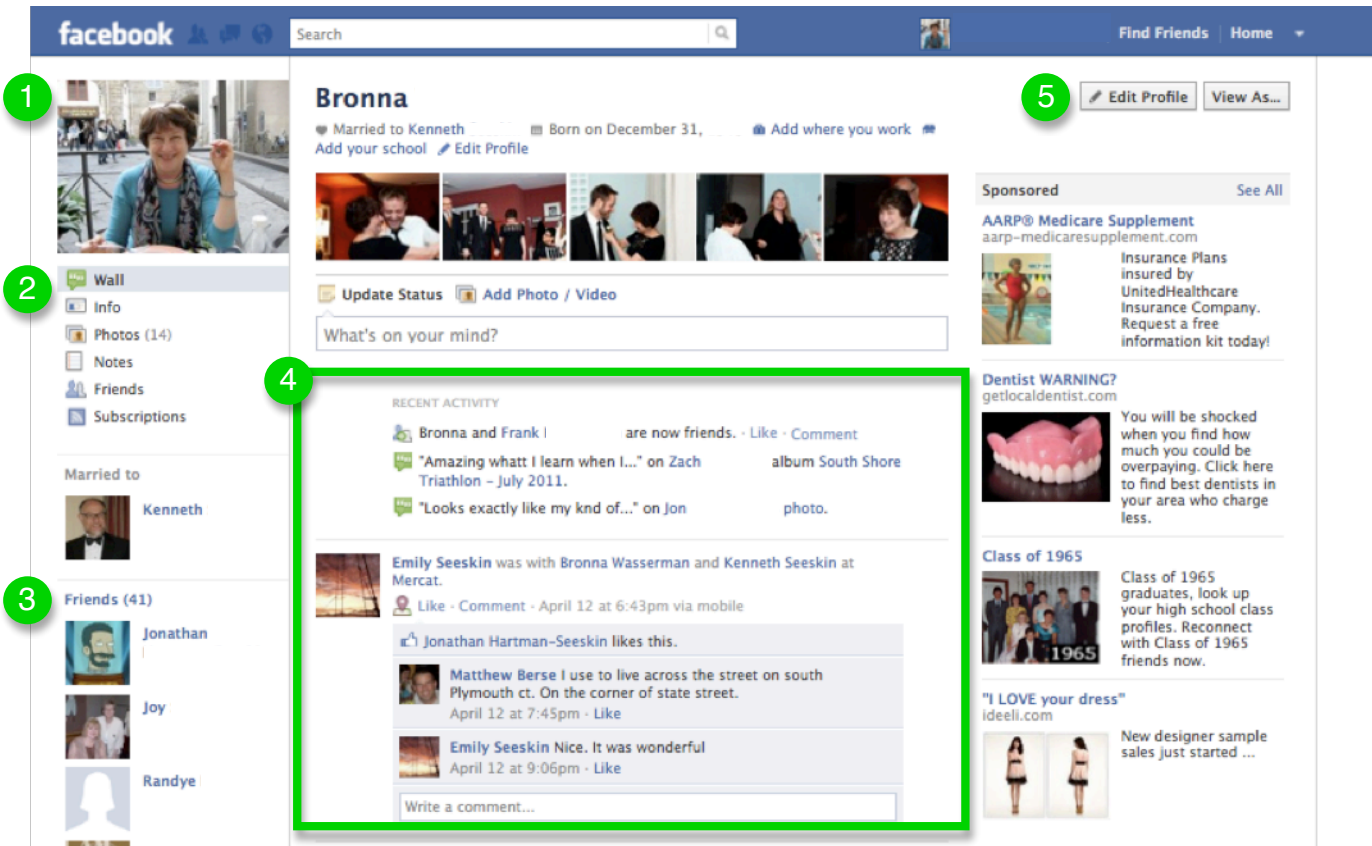 facebook
Search
Find Friends
Home
1
Bronna
Married to Kenneth
Born on December 31,
Add where you work
Add your school
Edit Profile
5
Edit Profile
View As...
2
Wall
Info
Photos (14)
Notes
Friends
Subscriptions
Married to
Kenneth
3
Friends (41)
Jonathan
Joy
Randye
Update Status
Add Photo / Video
What's on your mind?
4
RECENT ACTIVITY
Bronna and Frank are now friends. · Like · Comment
"Amazing whatt I learn when I..." on Zach album South Shore
Triathlon – July 2011.
"Looks exactly like my knd of..." on Jon photo.
Emily Seeskin was with Bronna Wasserman and Kenneth Seeskin at
Mercat.
Like · Comment · April 12 at 6:43pm via mobile
Jonathan Hartman-Seeskin likes this.
Matthew Berse I use to live across the street on south
Plymouth ct. On the corner of state street.
April 12 at 7:45pm · Like
Emily Seeskin Nice. It was wonderful
April 12 at 9:06pm · Like
Write a comment...
Sponsored
See All
AARP® Medicare Supplement
aarp-medicaresupplement.com
Insurance Plans
insured by
UnitedHealthcare
Insurance Company.
Request a free
information kit today!
Dentist WARNING?
getlocaldentist.com
You will be shocked
when you find how
much you could be
overpaying. Click here
to find best dentists in
your area who charge
less.
Class of 1965
1965
Class of 1965
graduates, look up
your high school class
profiles. Reconnect
with Class of 1965
friends now.
"I LOVE your dress"
ideeli.com
New designer sample
sales just started ...